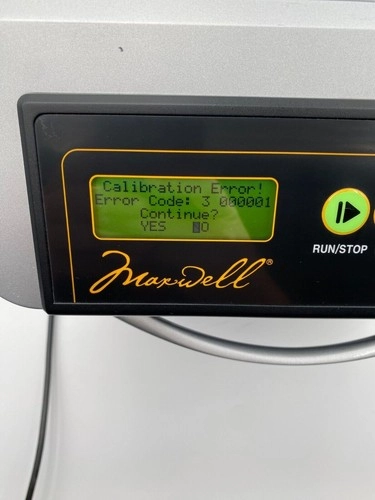 Calibration Error!
Error Code: 3 000001
Continue?
YES NO
RUN/STOP
Maxwell®